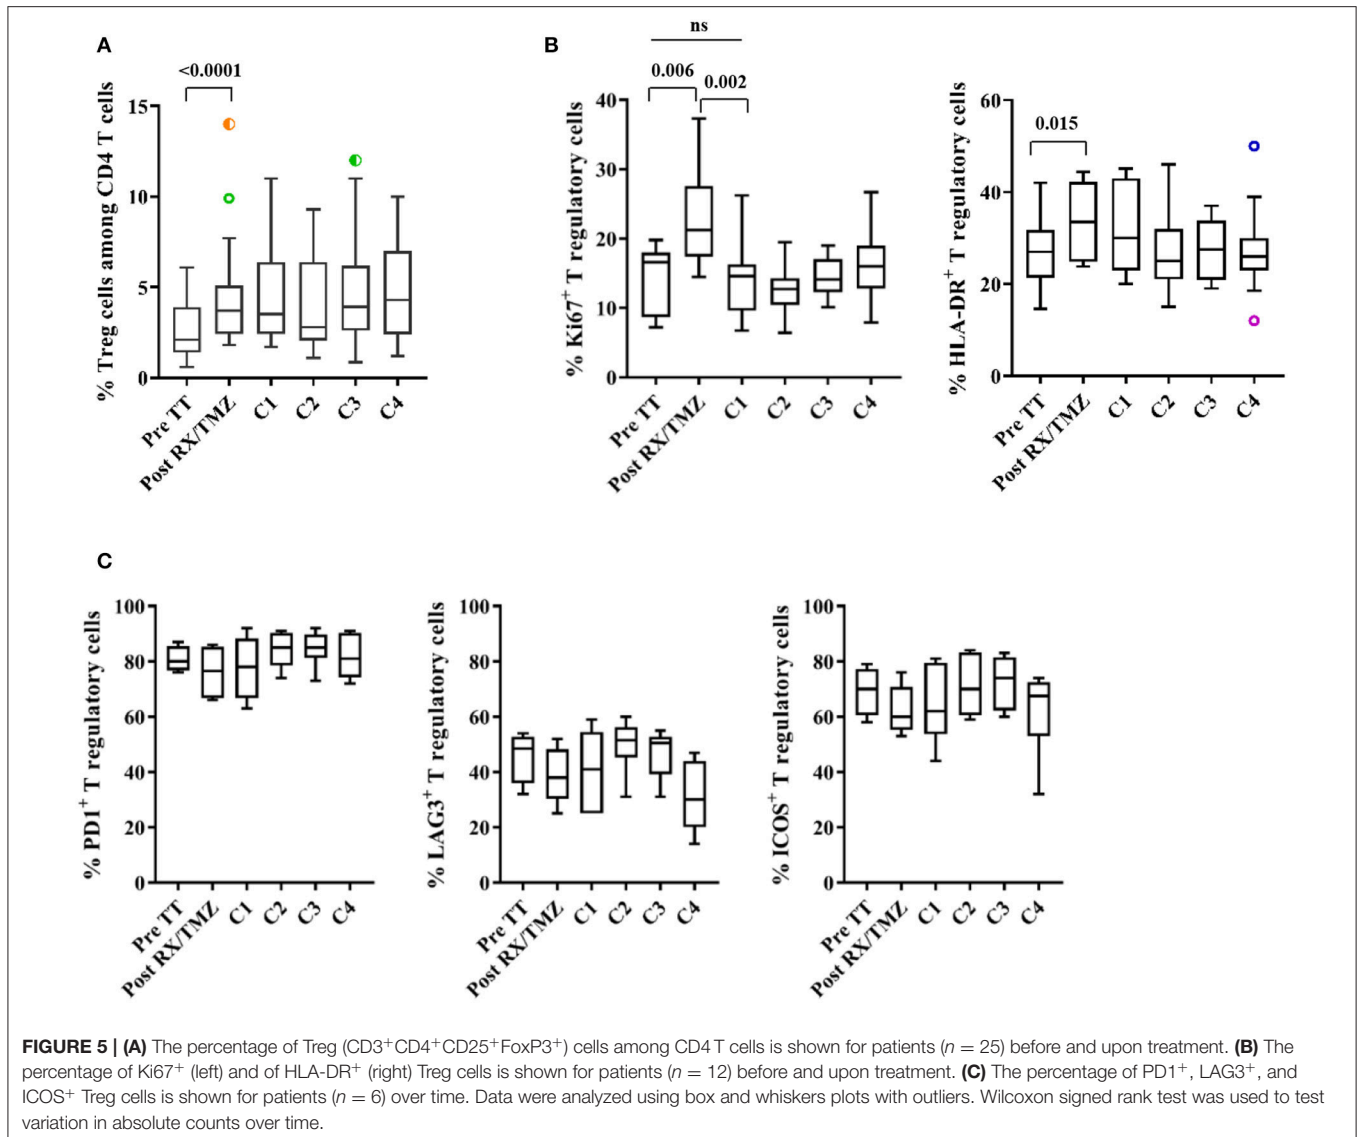 A
<0.0001
% Treg cells among CD4 T cells
15
10
5
0
Pre TT
Post RX/TMZ
C1
C2
C3
C4
B
ns
0.006
0.002
% Ki67+ T regulatory cells
40
30
20
10
0
Pre TT
Post RX/TMZ
C1
C2
C3
C4
0.015
% HLA-DR+ T regulatory cells
60
40
20
0
Pre TT
Post RX/TMZ
C1
C2
C3
C4
C
% PD1+ T regulatory cells
100
80
60
40
20
0
Pre TT
Post RX/TMZ
C1
C2
C3
C4
% LAG3+ T regulatory cells
100
80
60
40
20
0
Pre TT
Post RX/TMZ
C1
C2
C3
C4
% ICOS+ T regulatory cells
100
80
60
40
20
0
Pre TT
Post RX/TMZ
C1
C2
C3
C4
FIGURE 5 | (A) The percentage of Treg (CD3+CD4+CD25+FoxP3+) cells among CD4 T cells is shown for patients (n = 25) before and upon treatment. (B) The
percentage of Ki67+ (left) and of HLA-DR+ (right) Treg cells is shown for patients (n = 12) before and upon treatment. (C) The percentage of PD1+, LAG3+, and
ICOS+ Treg cells is shown for patients (n = 6) over time. Data were analyzed using box and whiskers plots with outliers. Wilcoxon signed rank test was used to test
variation in absolute counts over time.